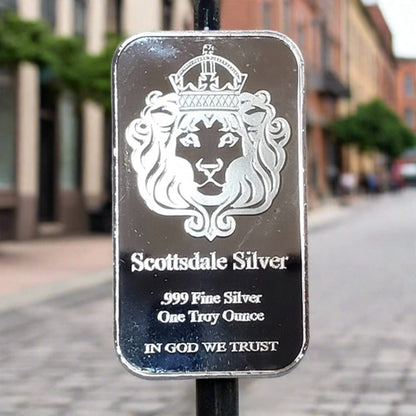 Scottsdale Silver
.999 Fine Silver
One Troy Ounce
IN GOD WE TRUST